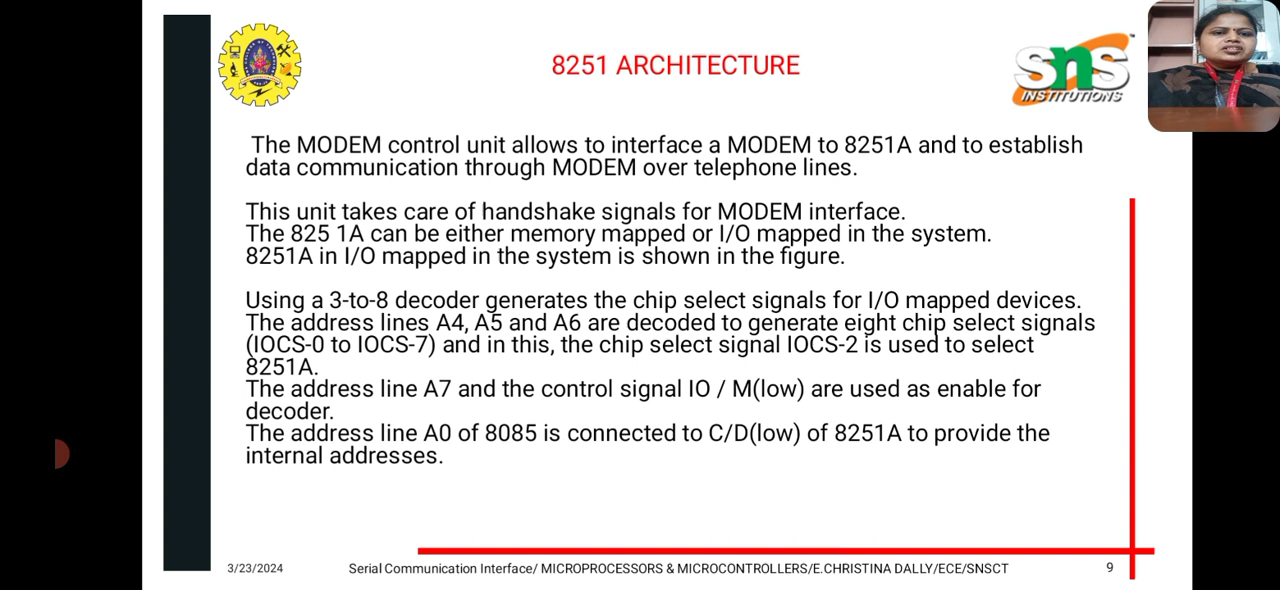 8251 ARCHITECTURE
sns
INSTITUTIONS
The MODEM control unit allows to interface a MODEM to 8251A and to establish
data communication through MODEM over telephone lines.
This unit takes care of handshake signals for MODEM interface.
The 825 1A can be either memory mapped or I/O mapped in the system.
8251A in I/O mapped in the system is shown in the figure.
Using a 3-to-8 decoder generates the chip select signals for I/O mapped devices.
The address lines A4, A5 and A6 are decoded to generate eight chip select signals
(IOCS-0 to IOCS-7) and in this, the chip select signal IOCS-2 is used to select
8251A.
The address line A7 and the control signal IO / M(low) are used as enable for
decoder.
The address line A0 of 8085 is connected to C/D(low) of 8251A to provide the
internal addresses.
3/23/2024
Serial Communication Interface/ MICROPROCESSORS & MICROCONTROLLERS/E.CHRISTINA DALLY/ECE/SNSCT
9